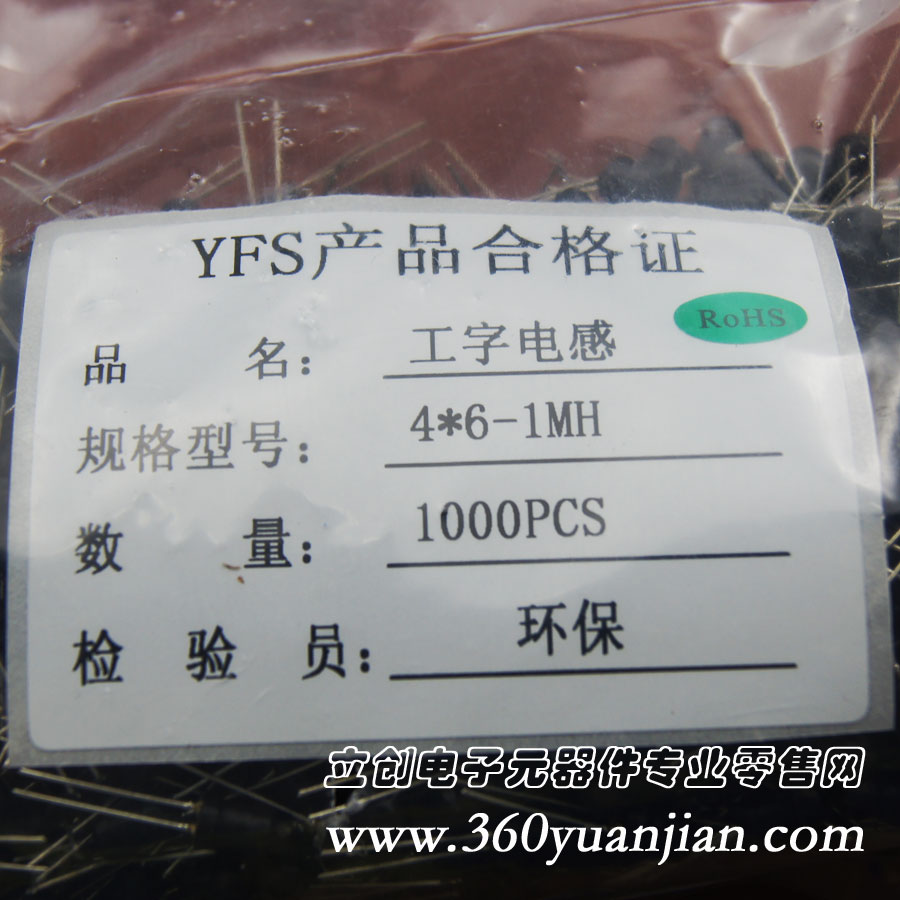 YFS产品合格证
RoHS
品名： 工字电感
规格型号： 4*6-1MH
数量： 1000PCS
检验员： 环保
立创电子元器件专业零售网
www.360yuanjian.com